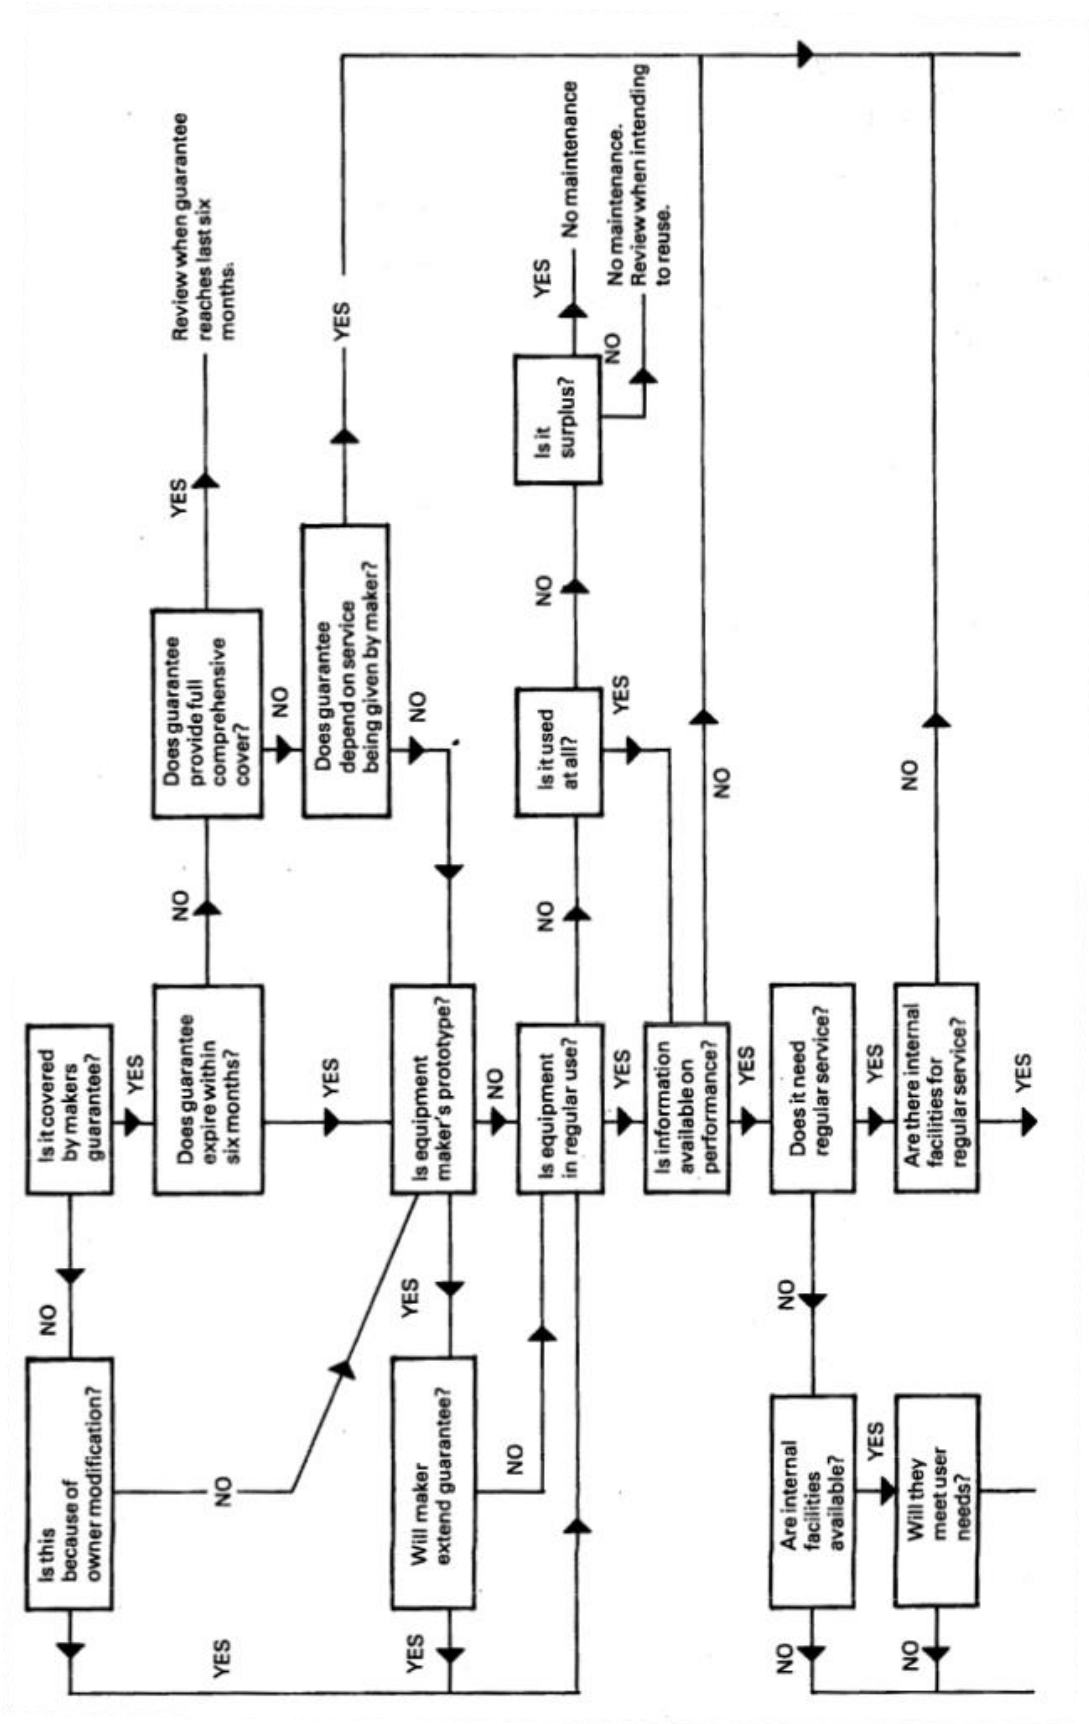 Is this
because of
owner modification?
NO
Is it covered
by makers
guarantee?
YES
NO
YES
Does guarantee
expire within
six months?
NO
Does guarantee
provide full
comprehensive
cover?
YES
Review when guarantee
reaches last six
months.
NO
YES
Does guarantee
depend on service
being given by maker?
YES
NO
Will maker
extend guarantee?
YES
YES
Is equipment
maker's prototype?
NO
NO
Is equipment
in regular use?
NO
Is it used
at all?
NO
Is it
surplus?
YES
No maintenance
NO
No maintenance.
Review when intending
to reuse.
YES
YES
Is information
available on
performance?
NO
YES
Are internal
facilities
available?
NO
NO
Does it need
regular service?
YES
YES
Will they
meet user
needs?
NO
Are there internal
facilities for
regular service?
NO
YES